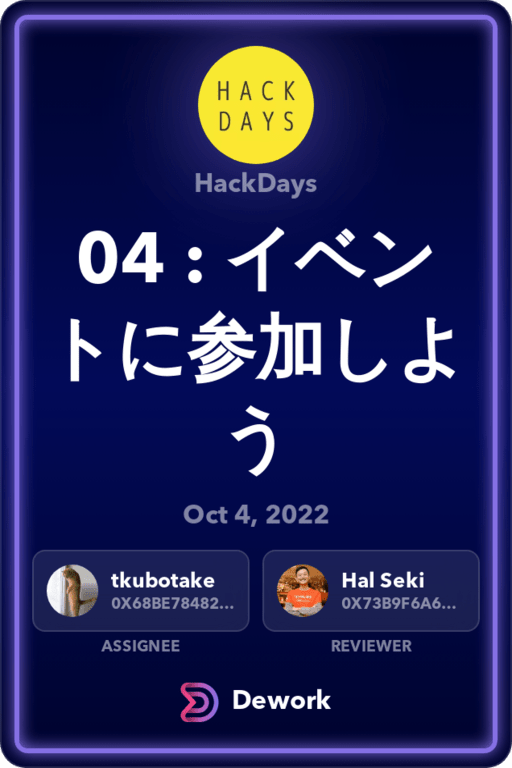 HACK
DAYS
HackDays
04 : イベン
トに参加しよ
う
Oct 4, 2022
tkubotake
0X68BE78482...
Hal Seki
0X73B9F6A6...
ASSIGNEE
REVIEWER
Dework